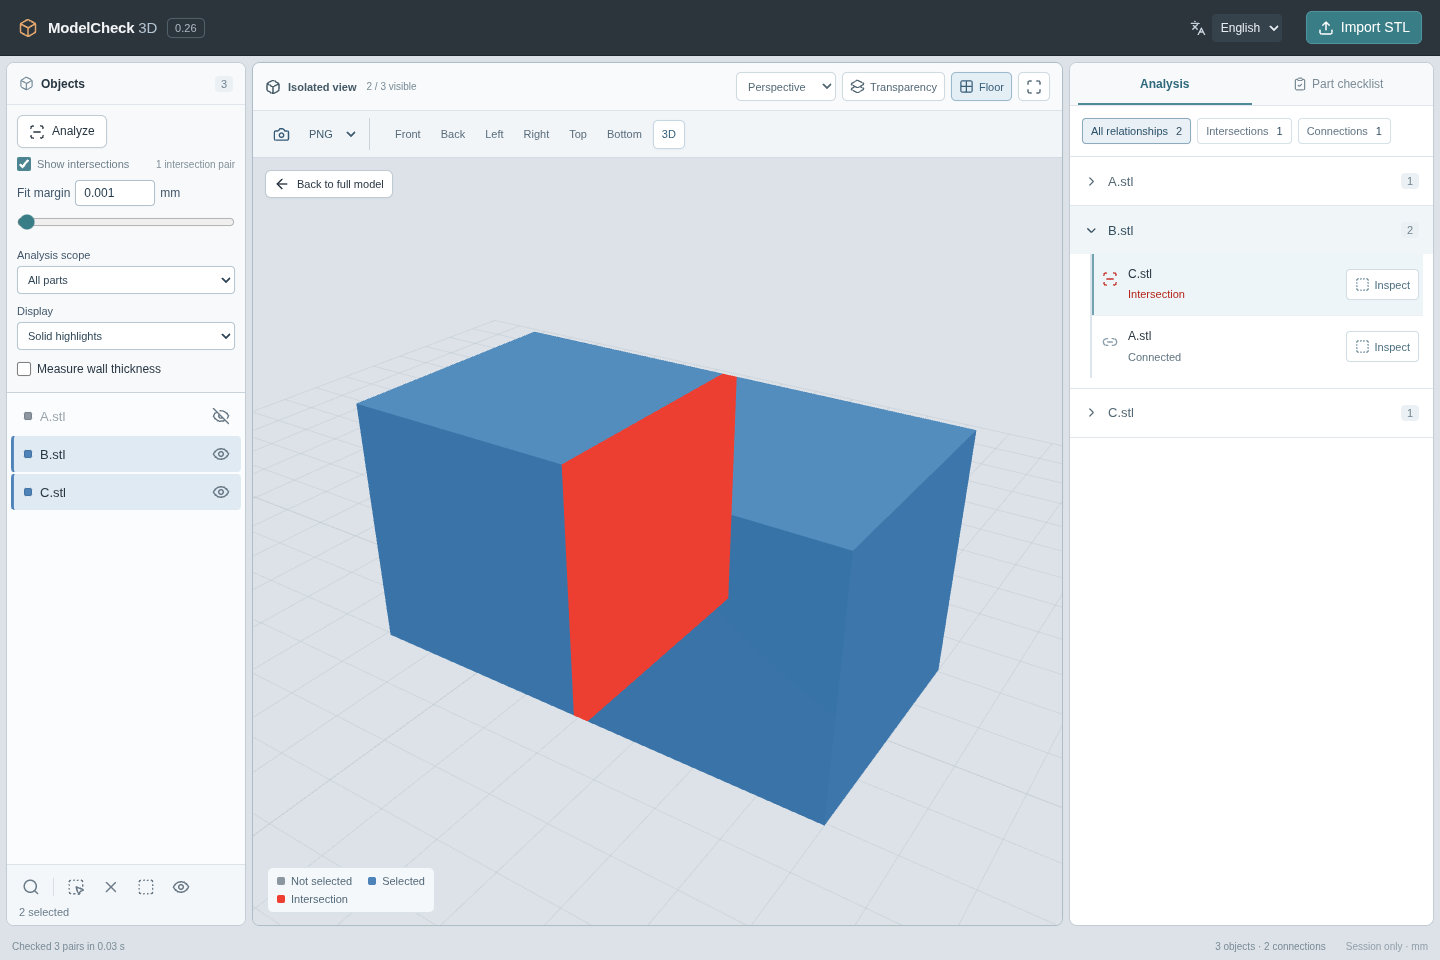 ModelCheck 3D 0.26
English
Import STL
Objects 3
Analyze
Show intersections 1 intersection pair
Fit margin 0.001 mm
Analysis scope
All parts
Display
Solid highlights
Measure wall thickness
A.stl
B.stl
C.stl
2 selected
Isolated view 2 / 3 visible
Perspective
Transparency
Floor
PNG
Front Back Left Right Top Bottom 3D
Back to full model
Not selected Selected
Intersection
Analysis
Part checklist
All relationships 2
Intersections 1
Connections 1
A.stl 1
B.stl 2
C.stl
Intersection
Inspect
A.stl
Connected
Inspect
C.stl 1
Checked 3 pairs in 0.03 s
3 objects · 2 connections
Session only · mm